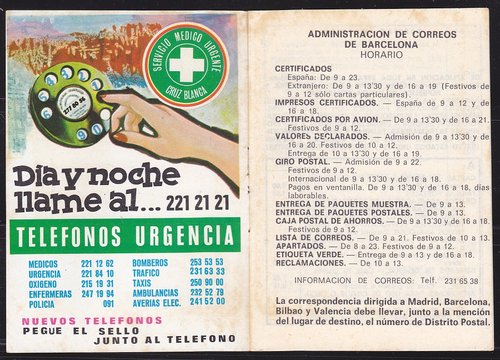 SERVICIO MEDICO URGENTE
CRUZ BLANCA
Dia y noche
llame al... 221 21 21
TELEFONOS URGENCIA
MEDICOS 221 12 62 BOMBEROS 253 53 53
URGENCIA 221 84 10 TRAFICO 231 63 33
OXIGENO 215 19 31 TAXIS 250 90 00
ENFERMERAS 247 19 94 AMBULANCIAS 232 52 79
POLICIA 091 AVERIAS ELEC. 241 52 00
NUEVOS TELEFONOS
PEGUE EL SELLO
JUNTO AL TELEFONO
ADMINISTRACION DE CORREOS
DE BARCELONA
HORARIO
CERTIFICADOS
España: De 9 a 23.
Extranjero: De 9 a 13'30 y de 16 a 19 (Festivos de
9 a 12 sólo cartas particulares).
IMPRESOS CERTIFICADOS. — España de 9 a 12 y de
16 a 18.
CERTIFICADOS POR AVION. — De 9 a 13 y de 16 a 21.
Festivos de 9 a 12.
VALORES DECLARADOS. — Admisión de 9 a 13'30 y de
16 a 20. Festivos de 10 a 12.
Entrega de 10 a 13'30 y de 16 a 19.
GIRO POSTAL. — Admisión de 9 a 22.
Festivos de 9 a 12.
Internacional de 9 a 13'30 y de 16 a 18.
Pagos en ventanilla. De 9 a 13'30 y de 16 a 18, días
laborables.
ENTREGA DE PAQUETES MUESTRA. — De 9 a 13.
ENTREGA DE PAQUETES POSTALES. — De 9 a 13.
CAJA POSTAL DE AHORROS. — De 9 a 13'30 y de 16 a 18.
Festivos de 9 a 12.
LISTA DE CORREOS. — De 9 a 21. Festivos de 10 a 13.
APARTADOS. — De 8 a 23. Festivos de 9 a 12.
ETIQUETA VERDE. — Entrega de 9 a 13 y de 16 a 18.
RECLAMACIONES. — De 10 a 13.
INFORMACION DE CORREOS: Telf. 231 65 38
La correspondencia dirigida a Madrid, Barcelona,
Bilbao y Valencia debe llevar, junto a la mención
del lugar de destino, el número de Distrito Postal.